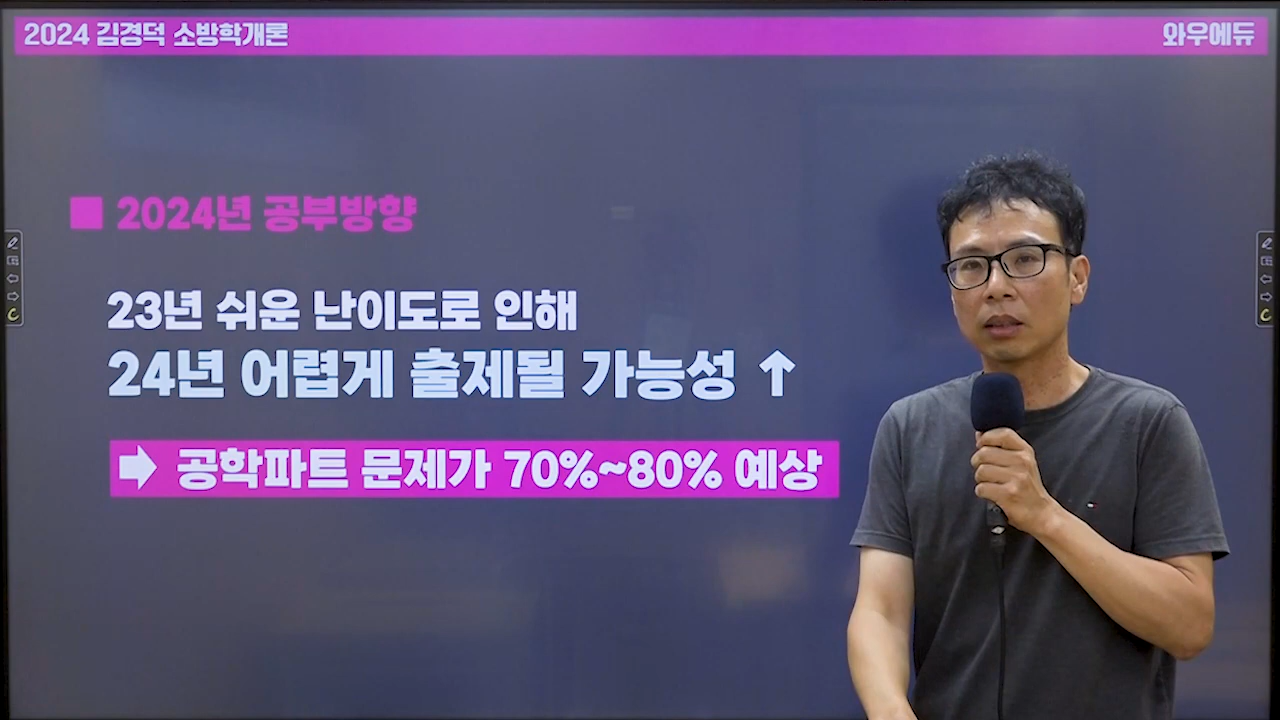 2024 김경덕 소방학개론
와우에듀
■ 2024년 공부방향
23년 쉬운 난이도로 인해
24년 어렵게 출제될 가능성 ↑
➡ 공학파트 문제가 70%~80% 예상